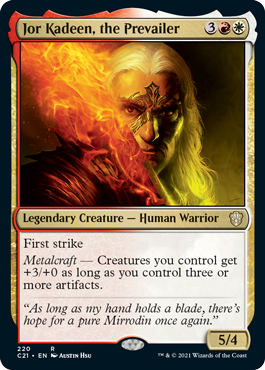 Jor Kadeen, the Prevailer 3
Legendary Creature — Human Warrior
First strike
Metalcraft — Creatures you control get
+3/+0 as long as you control three or
more artifacts.
“As long as my hand holds a blade, there’s
hope for a pure Mirrodin once again.”
5/4
220 R
C21 • EN Austin Hsu
™ & © 2021 Wizards of the Coast